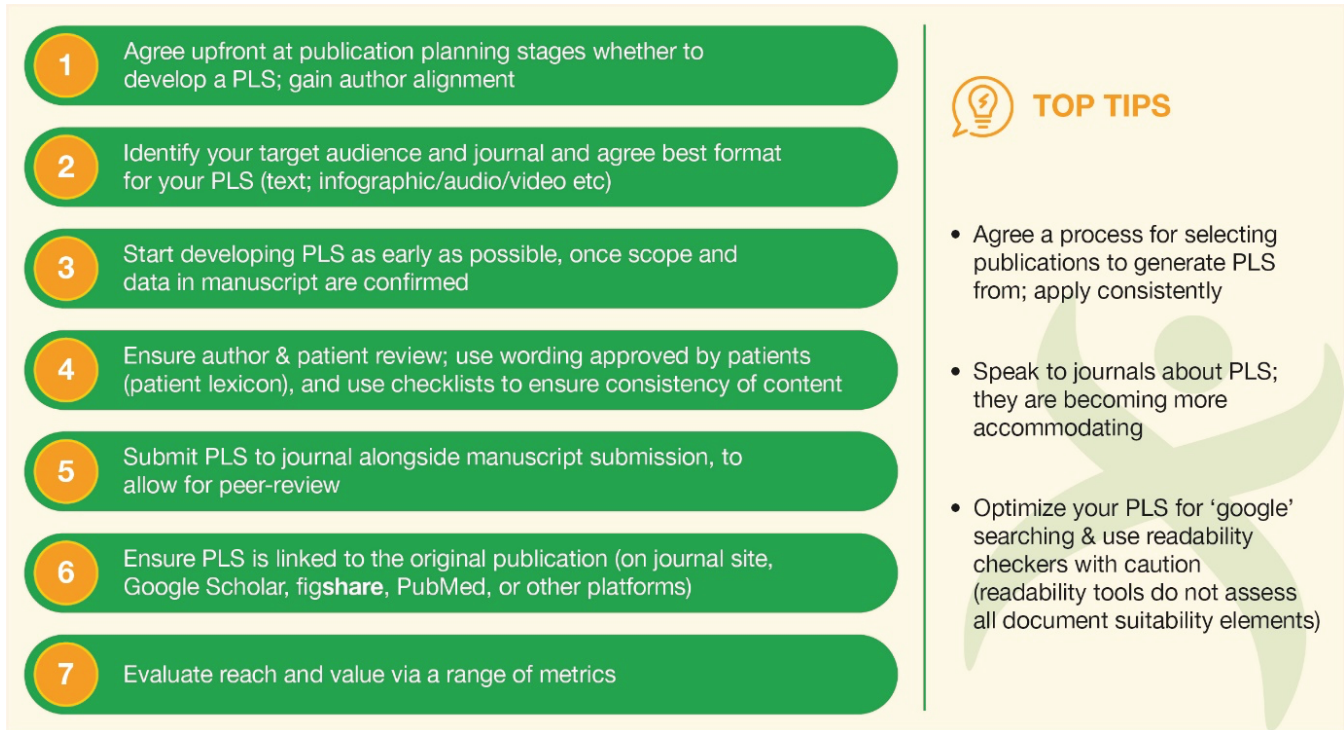 1
Agree upfront at publication planning stages whether to
develop a PLS; gain author alignment
2
Identify your target audience and journal and agree best format
for your PLS (text; infographic/audio/video etc)
3
Start developing PLS as early as possible, once scope and
data in manuscript are confirmed
4
Ensure author & patient review; use wording approved by patients
(patient lexicon), and use checklists to ensure consistency of content
5
Submit PLS to journal alongside manuscript submission, to
allow for peer-review
6
Ensure PLS is linked to the original publication (on journal site,
Google Scholar, figshare, PubMed, or other platforms)
7
Evaluate reach and value via a range of metrics
TOP TIPS
• Agree a process for selecting
publications to generate PLS
from; apply consistently
• Speak to journals about PLS;
they are becoming more
accommodating
• Optimize your PLS for ‘google’
searching & use readability
checkers with caution
(readability tools do not assess
all document suitability elements)